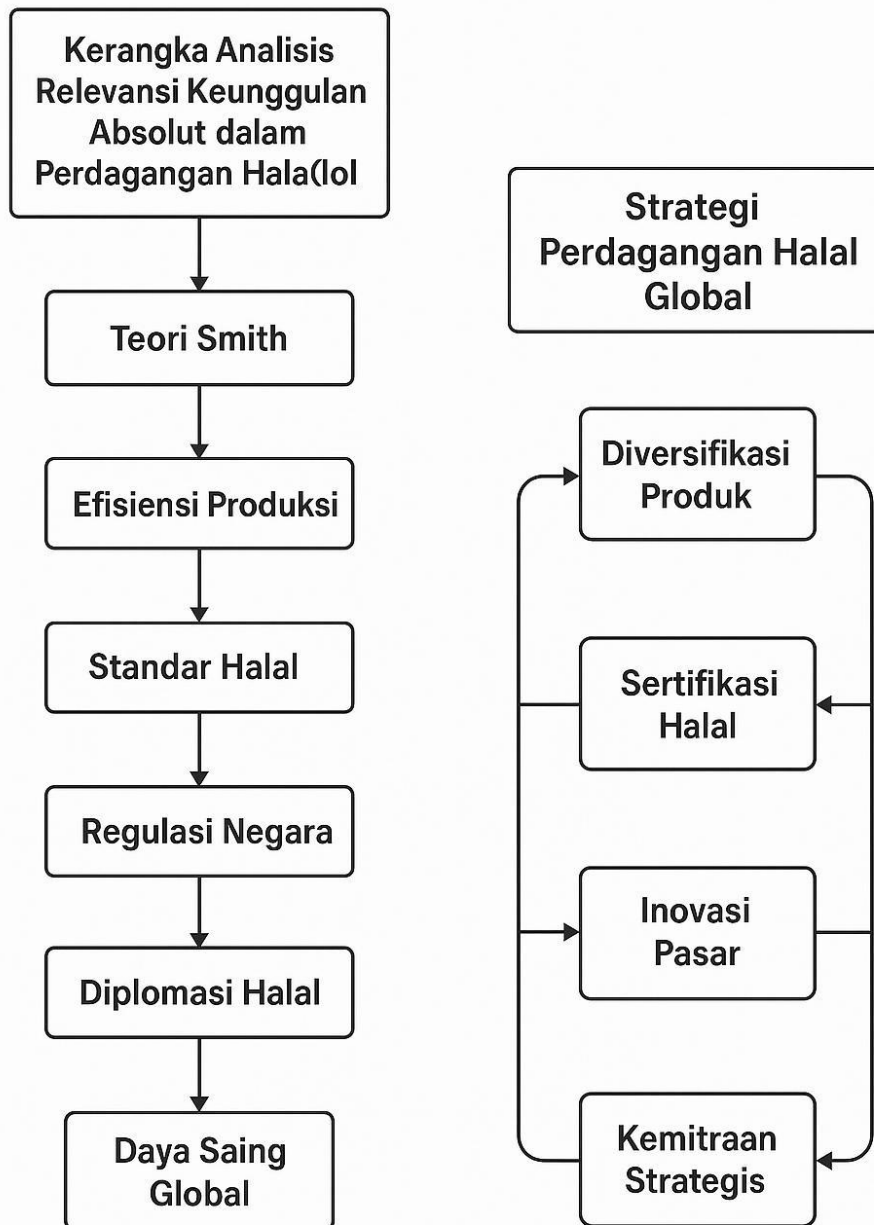 Kerangka Analisis
Relevansi Keunggulan
Absolut dalam
Perdagangan Hala(lol
Teori Smith
Efisiensi Produksi
Standar Halal
Regulasi Negara
Diplomasi Halal
Daya Saing
Global
Strategi
Perdagangan Halal
Global
Diversifikasi
Produk
Sertifikasi
Halal
Inovasi
Pasar
Kemitraan
Strategis